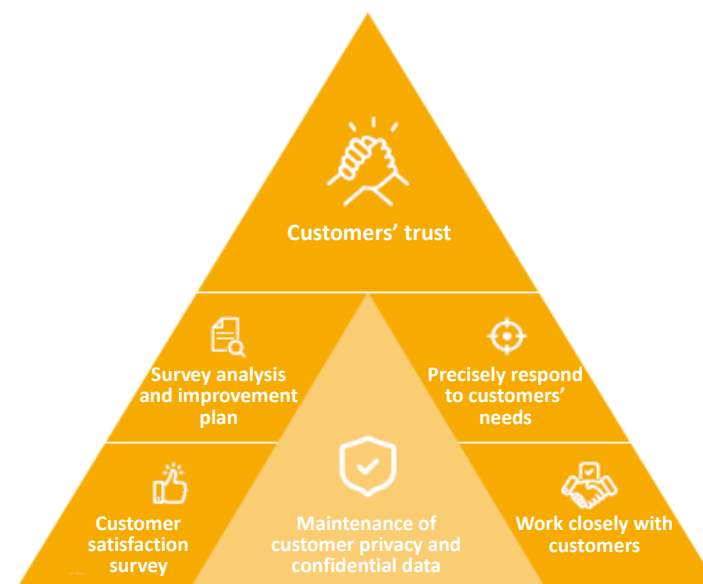 Customers’ trust
Survey analysis
and improvement
plan
Precisely respond
to customers’
needs
Customer
satisfaction
survey
Maintenance of
customer privacy and
confidential data
Work closely with
customers